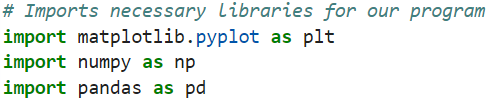 # Imports necessary libraries for our program
import matplotlib.pyplot as plt
import numpy as np
import pandas as pd